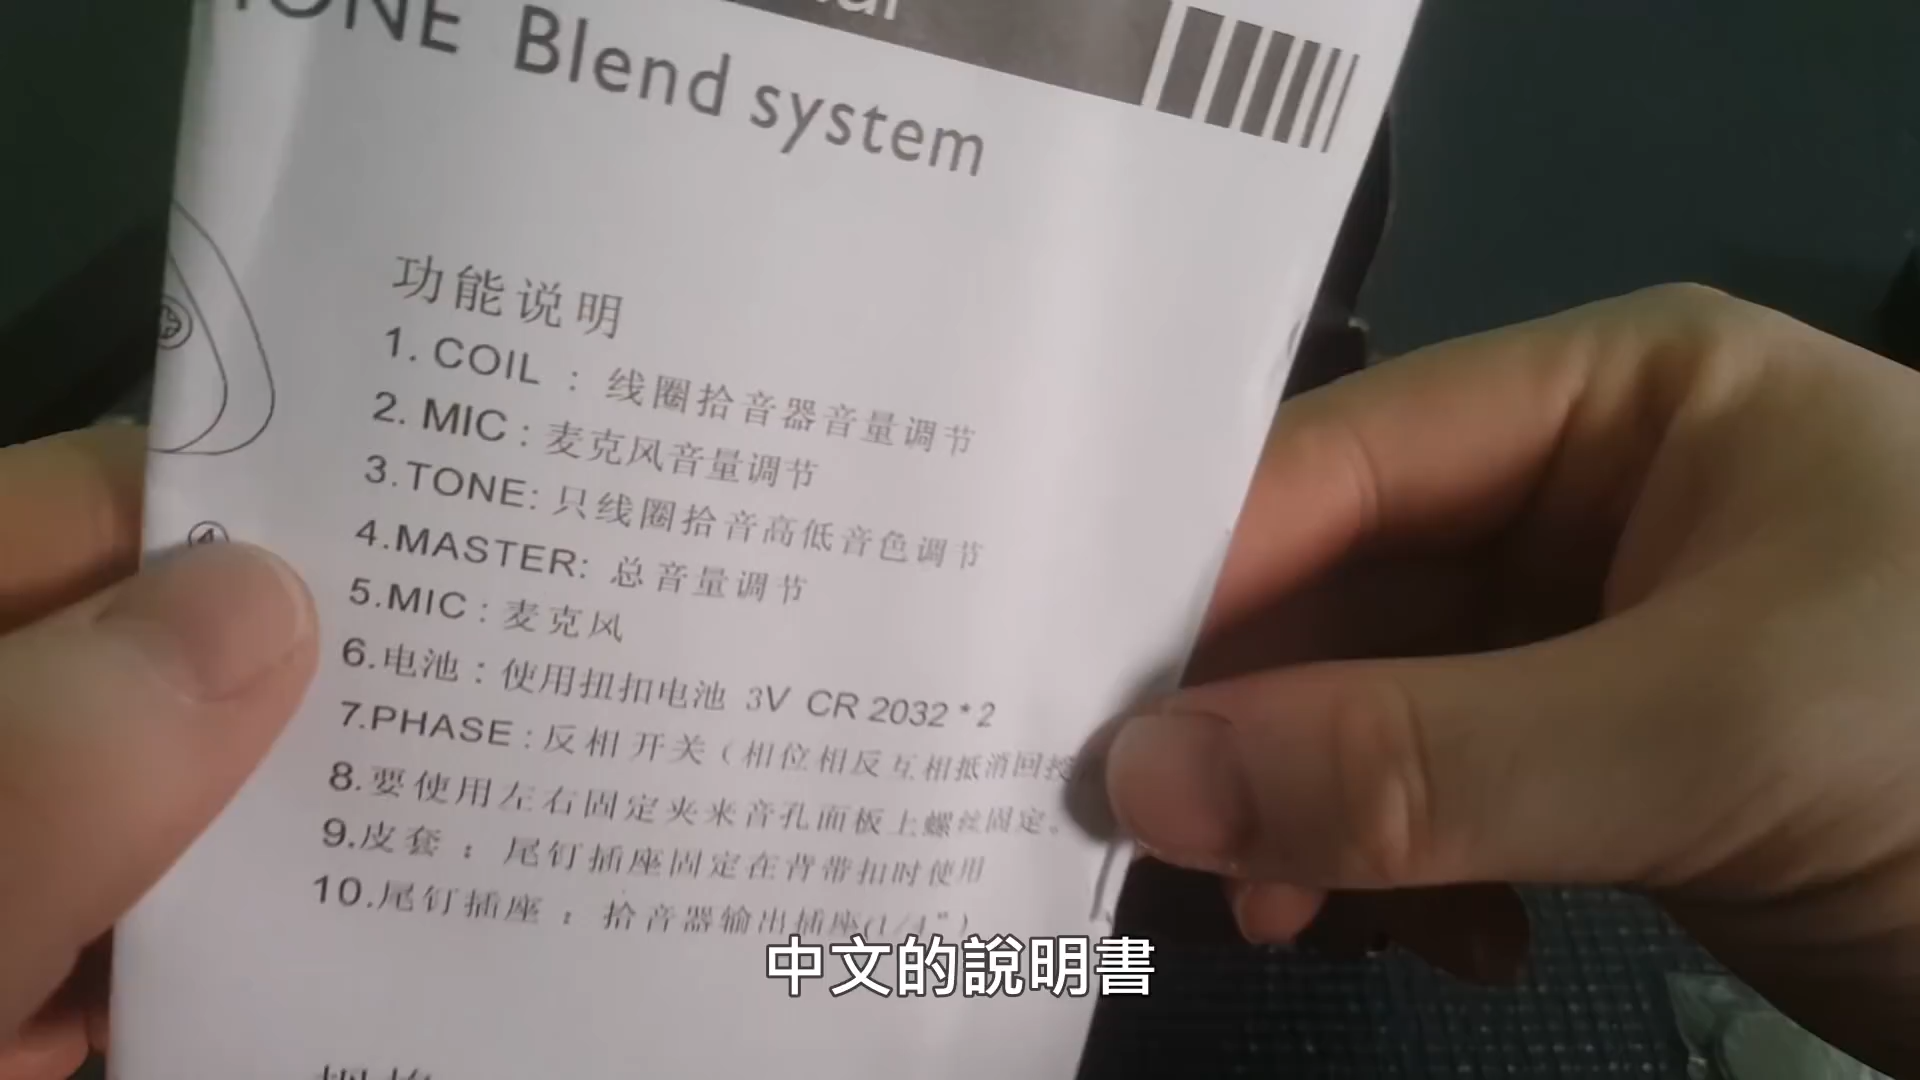 Blend system
功能说明
1. COIL : 线圈拾音器音量调节
2. MIC : 麦克风音量调节
3.TONE: 只线圈拾音高低音色调节
4.MASTER: 总音量调节
④
5.MIC : 麦克风
6.电池 : 使用扭扣电池 3V CR 2032 * 2
7.PHASE : 反相开关（相位相反互相抵消回授
8.要使用左右固定夹来音孔面板上螺丝固定。
9.皮套 : 尾钉插座固定在背带扣时使用
10.尾钉插座 : 拾音器输出插座(1/4")
中文的說明書